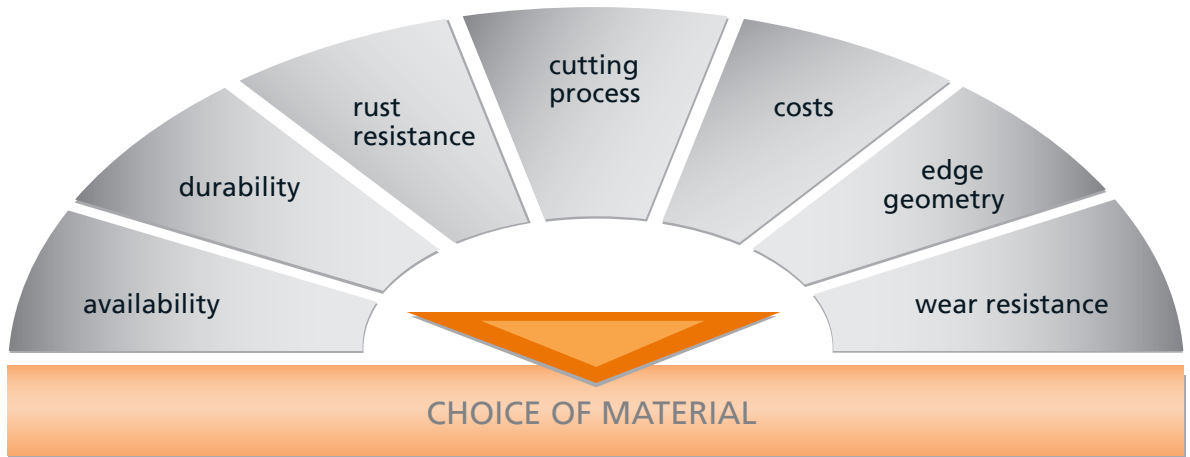 availability
durability
rust
resistance
cutting
process
costs
edge
geometry
wear resistance
CHOICE OF MATERIAL